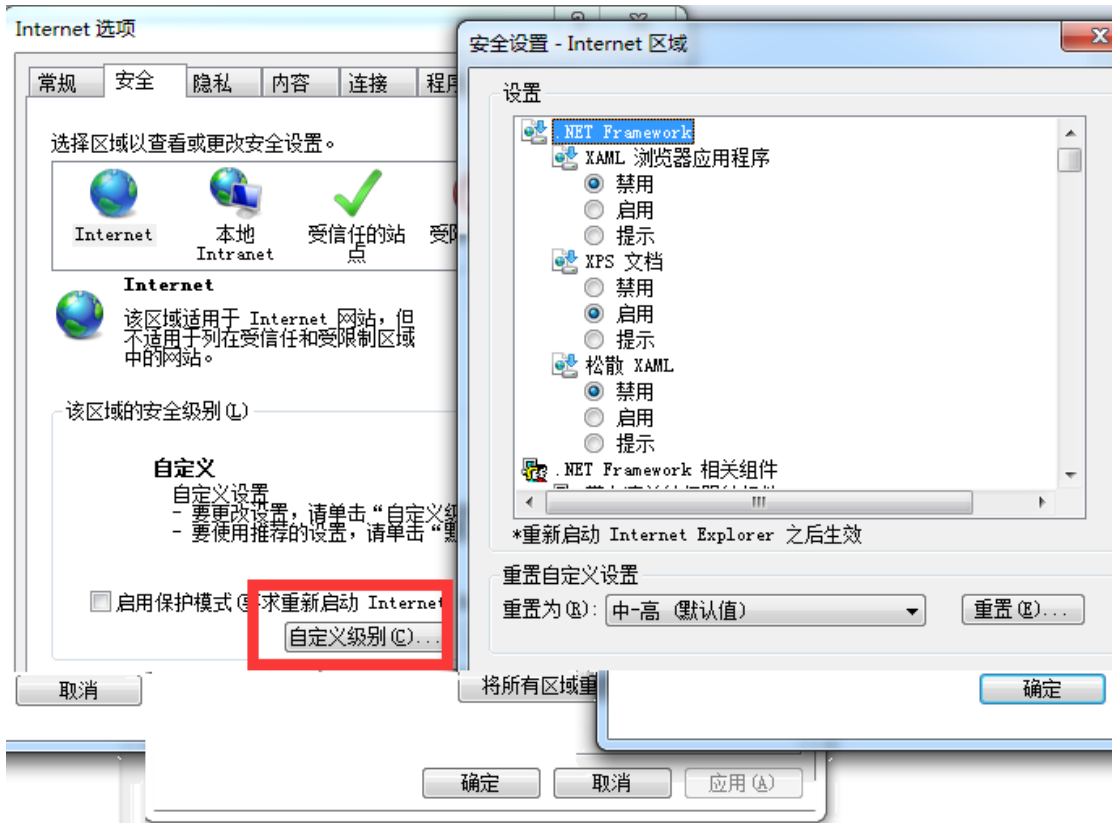 Internet 选项
常规
安全
隐私
内容
连接
选择区域以查看或更改安全设置。
Internet
本地
Intranet
受信任的站
点
Internet
该区域适用于 Internet 网站，但
不适用于列在受信任和受限制区域
中的网站。
该区域的安全级别(L)
自定义
自定义设置
- 要更改设置，请单击“自定义
- 要使用推荐的设置，请单击“
启用保护模式(
求重新启动 Internet
自定义级别(C)...
取消
将所有区域重
确定
取消
应用(A)
安全设置 - Internet 区域
设置
.NET Framework
XAML 浏览器应用程序
禁用
启用
提示
XPS 文档
禁用
启用
提示
松散 XAML
禁用
启用
提示
.NET Framework 相关组件
*重新启动 Internet Explorer 之后生效
重置自定义设置
重置为(R):
中-高 (默认值)
重置(E)...
确定